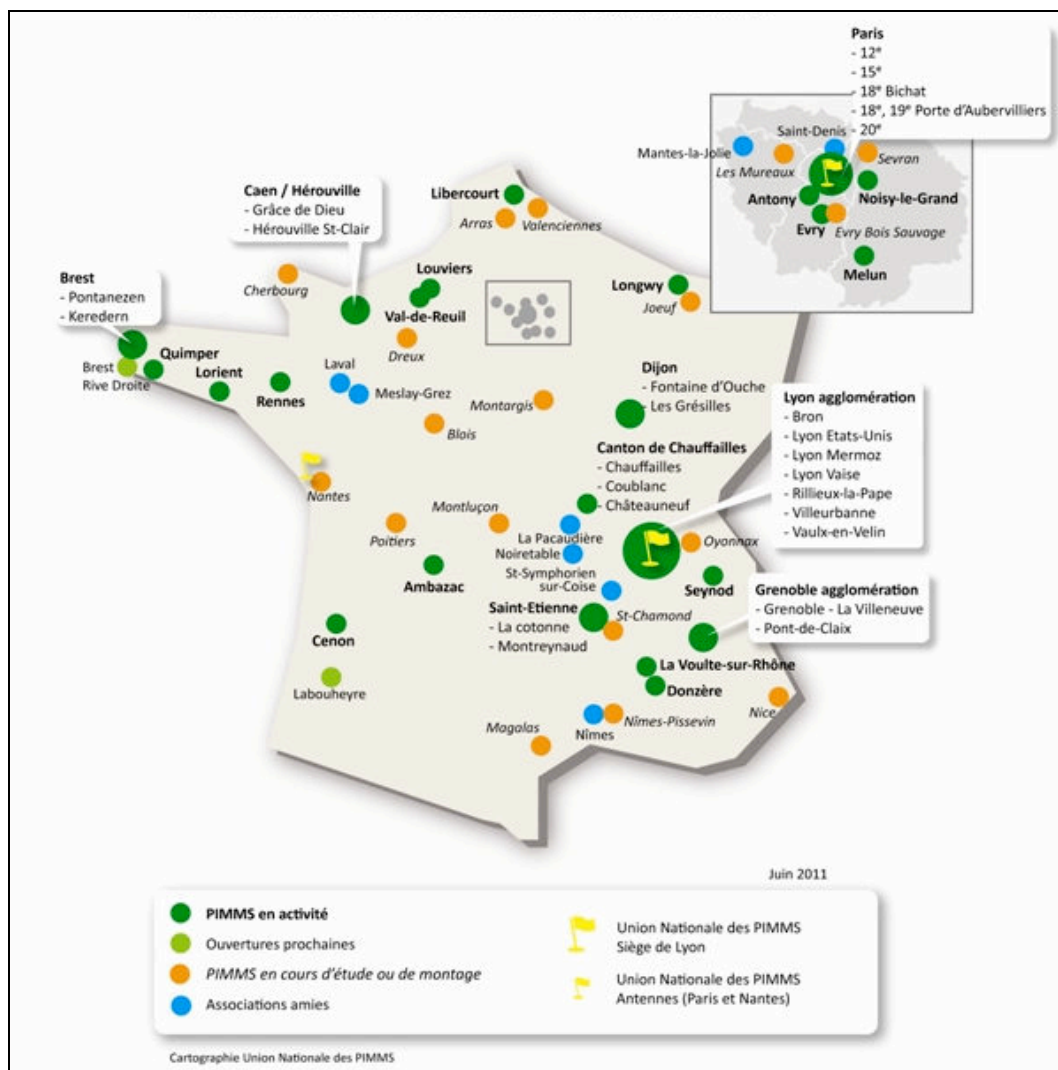 Paris
- 12e
- 15e
- 18e Bichat
- 18e, 19e Porte d'Aubervilliers
- 20e
Saint-Denis
Mantes-la-Jolie
Les Mureaux
Sevran
Antony
Noisy-le-Grand
Evry
Evry Bois Sauvage
Melun
Caen / Hérouville
- Grâce de Dieu
- Hérouville St-Clair
Libercourt
Arras
Valenciennes
Cherbourg
Louviers
Val-de-Reuil
Longwy
Joeuf
Brest
- Pontanezen
- Keredern
Dreux
Brest
Rive Droite
Quimper
Lorient
Rennes
Laval
Meslay-Grez
Montargis
Blois
Dijon
- Fontaine d'Ouche
- Les Grésilles
Lyon agglomération
- Bron
- Lyon Etats-Unis
- Lyon Mermoz
- Lyon Vaise
- Rillieux-la-Pape
- Villeurbanne
- Vaulx-en-Velin
Canton de Chauffailles
- Chauffailles
- Coublanc
- Châteauneuf
Nantes
Poitiers
Montluçon
La Pacaudière
Noiretable
Oyonnax
Ambazac
St-Symphorien
sur-Coise
Seynod
Grenoble agglomération
- Grenoble - La Villeneuve
- Pont-de-Claix
Saint-Etienne
- La cotonne
- Montreynaud
St-Chamond
Cenon
Labouheyre
La Voulte-sur-Rhône
Donzère
Nice
Nîmes-Pissevin
Nîmes
Magalas
Juin 2011
PIMMS en activité
Ouvertures prochaines
PIMMS en cours d'étude ou de montage
Associations amies
Union Nationale des PIMMS
Siège de Lyon
Union Nationale des PIMMS
Antennes (Paris et Nantes)
Cartographie Union Nationale des PIMMS